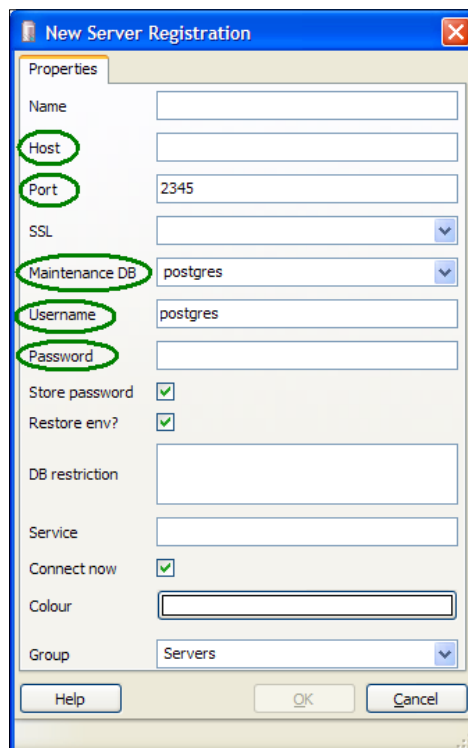 New Server Registration
Properties
Name
Host
Port 2345
SSL
Maintenance DB postgres
Username postgres
Password
Store password
Restore env?
DB restriction
Service
Connect now
Colour
Group Servers
Help OK Cancel